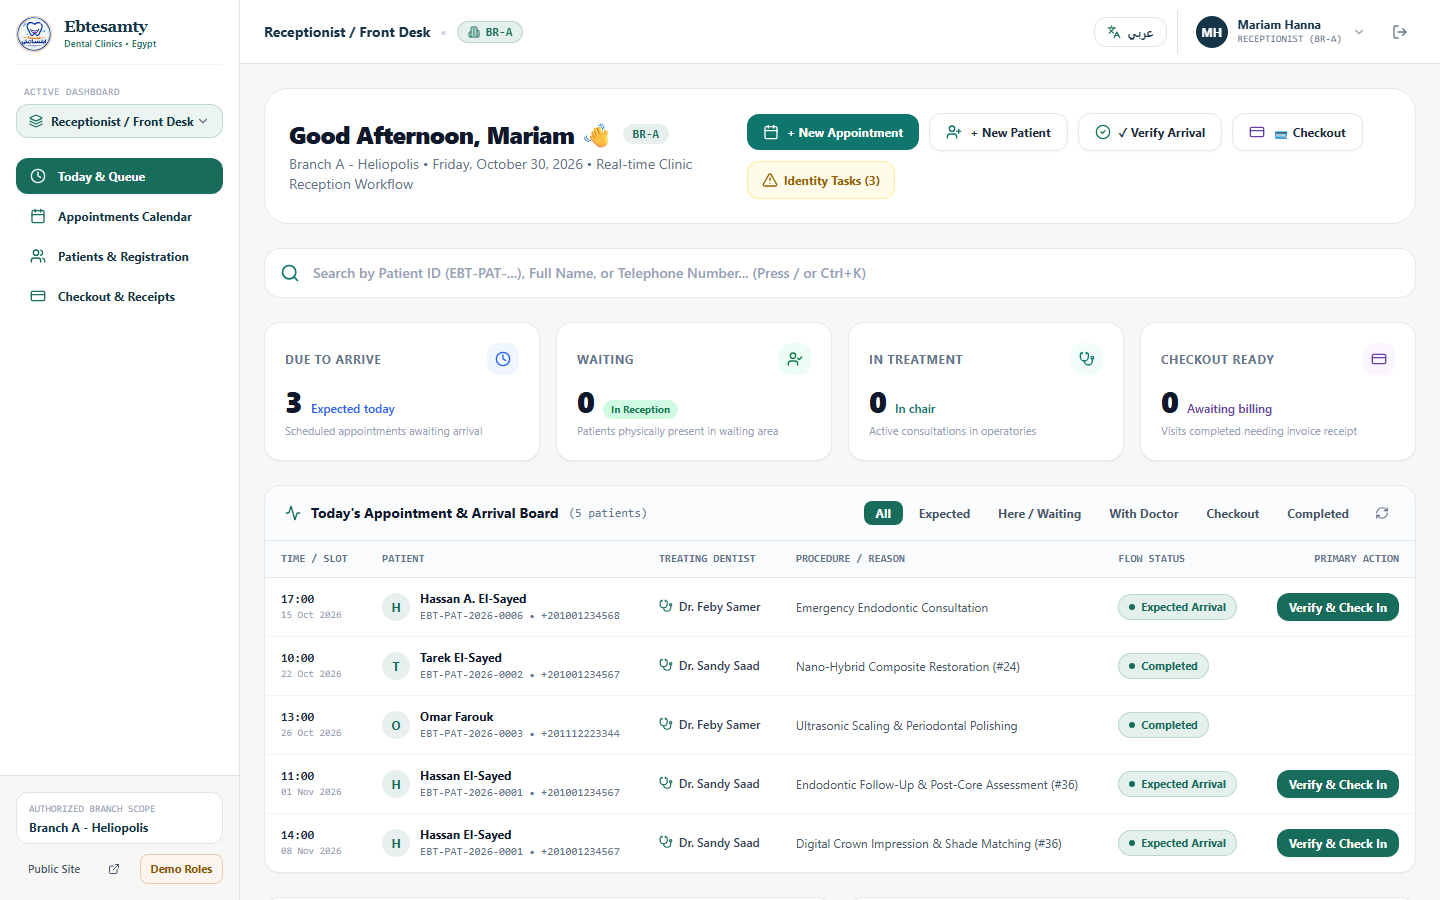 Ebtesamty
Dental Clinics • Egypt
ACTIVE DASHBOARD
Receptionist / Front Desk
Today & Queue
Appointments Calendar
Patients & Registration
Checkout & Receipts
AUTHORIZED BRANCH SCOPE
Branch A - Heliopolis
Public Site
Demo Roles
Receptionist / Front Desk • BR-A
عربي
MH
Mariam Hanna
RECEPTIONIST (BR-A)
Good Afternoon, Mariam 👋 BR-A
Branch A - Heliopolis • Friday, October 30, 2026 • Real-time Clinic
Reception Workflow
+ New Appointment
+ New Patient
✓ Verify Arrival
💳 Checkout
Identity Tasks (3)
Search by Patient ID (EBT-PAT-...), Full Name, or Telephone Number... (Press / or Ctrl+K)
DUE TO ARRIVE
3 Expected today
Scheduled appointments awaiting arrival
WAITING
0 In Reception
Patients physically present in waiting area
IN TREATMENT
0 In chair
Active consultations in operatories
CHECKOUT READY
0 Awaiting billing
Visits completed needing invoice receipt
Today's Appointment & Arrival Board (5 patients)
All Expected Here / Waiting With Doctor Checkout Completed
TIME / SLOT PATIENT TREATING DENTIST PROCEDURE / REASON FLOW STATUS PRIMARY ACTION
17:00
15 Oct 2026
H
Hassan A. El-Sayed
EBT-PAT-2026-0006 • +201001234568
Dr. Feby Samer
Emergency Endodontic Consultation
Expected Arrival
Verify & Check In
10:00
22 Oct 2026
T
Tarek El-Sayed
EBT-PAT-2026-0002 • +201001234567
Dr. Sandy Saad
Nano-Hybrid Composite Restoration (#24)
Completed
13:00
26 Oct 2026
O
Omar Farouk
EBT-PAT-2026-0003 • +201112223344
Dr. Feby Samer
Ultrasonic Scaling & Periodontal Polishing
Completed
11:00
01 Nov 2026
H
Hassan El-Sayed
EBT-PAT-2026-0001 • +201001234567
Dr. Sandy Saad
Endodontic Follow-Up & Post-Core Assessment (#36)
Expected Arrival
Verify & Check In
14:00
08 Nov 2026
H
Hassan El-Sayed
EBT-PAT-2026-0001 • +201001234567
Dr. Sandy Saad
Digital Crown Impression & Shade Matching (#36)
Expected Arrival
Verify & Check In